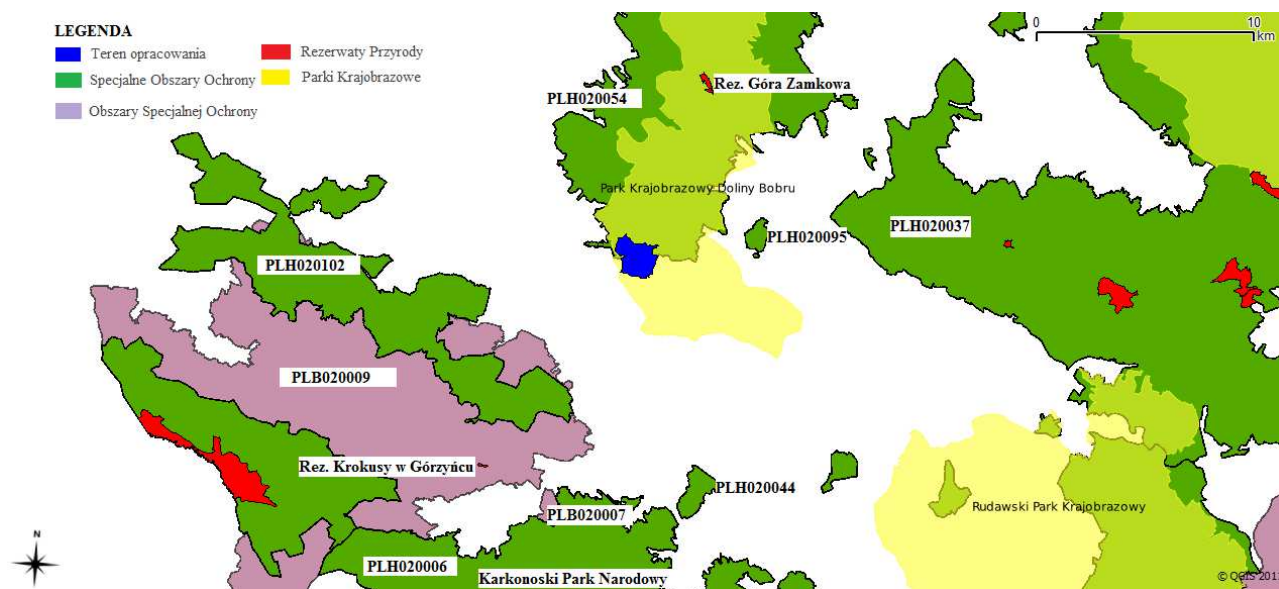 LEGENDA
Teren opracowania
Rezerwaty Przyrody
Specjalne Obszary Ochrony
Parki Krajobrazowe
Obszary Specjalnej Ochrony
0
10
km
Rez. Góra Zamkowa
PLH020054
Park Krajobrazowy Doliny Bobru
PLH020095
PLH020037
PLH020102
PLB020009
Rez. Krokusy w Górzyńcu
PLH020044
PLB020007
Rudawski Park Krajobrazowy
PLH020006
Karkonoski Park Narodowy
N
© QGIS 201